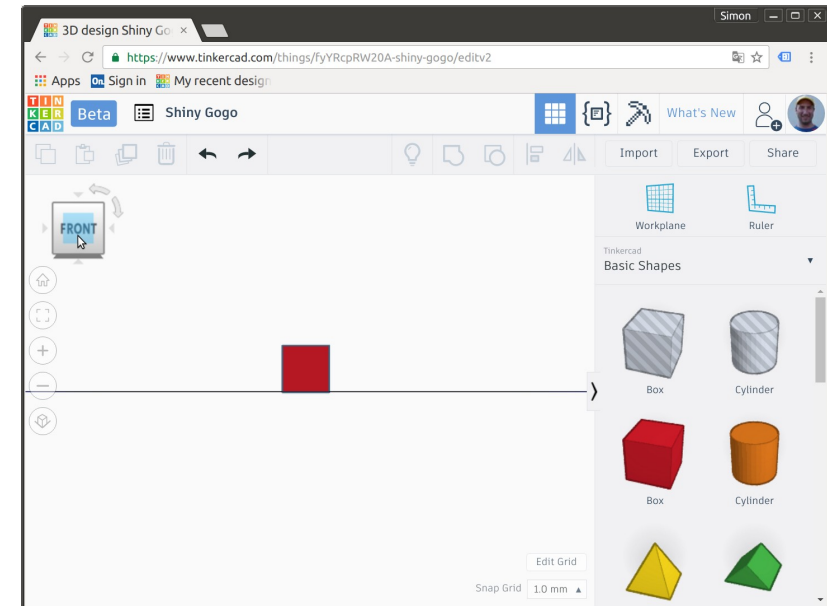 Simon
3D design Shiny Go
https://www.tinkercad.com/things/fyYRcpRW20A-shiny-gogo/editv2
Apps
On
Sign in
My recent design
TIN
KER
CAD
Beta
Shiny Gogo
What's New
Import
Export
Share
FRONT
Workplane
Ruler
Tinkercad
Basic Shapes
Box
Cylinder
Box
Cylinder
Edit Grid
Snap Grid
1.0 mm